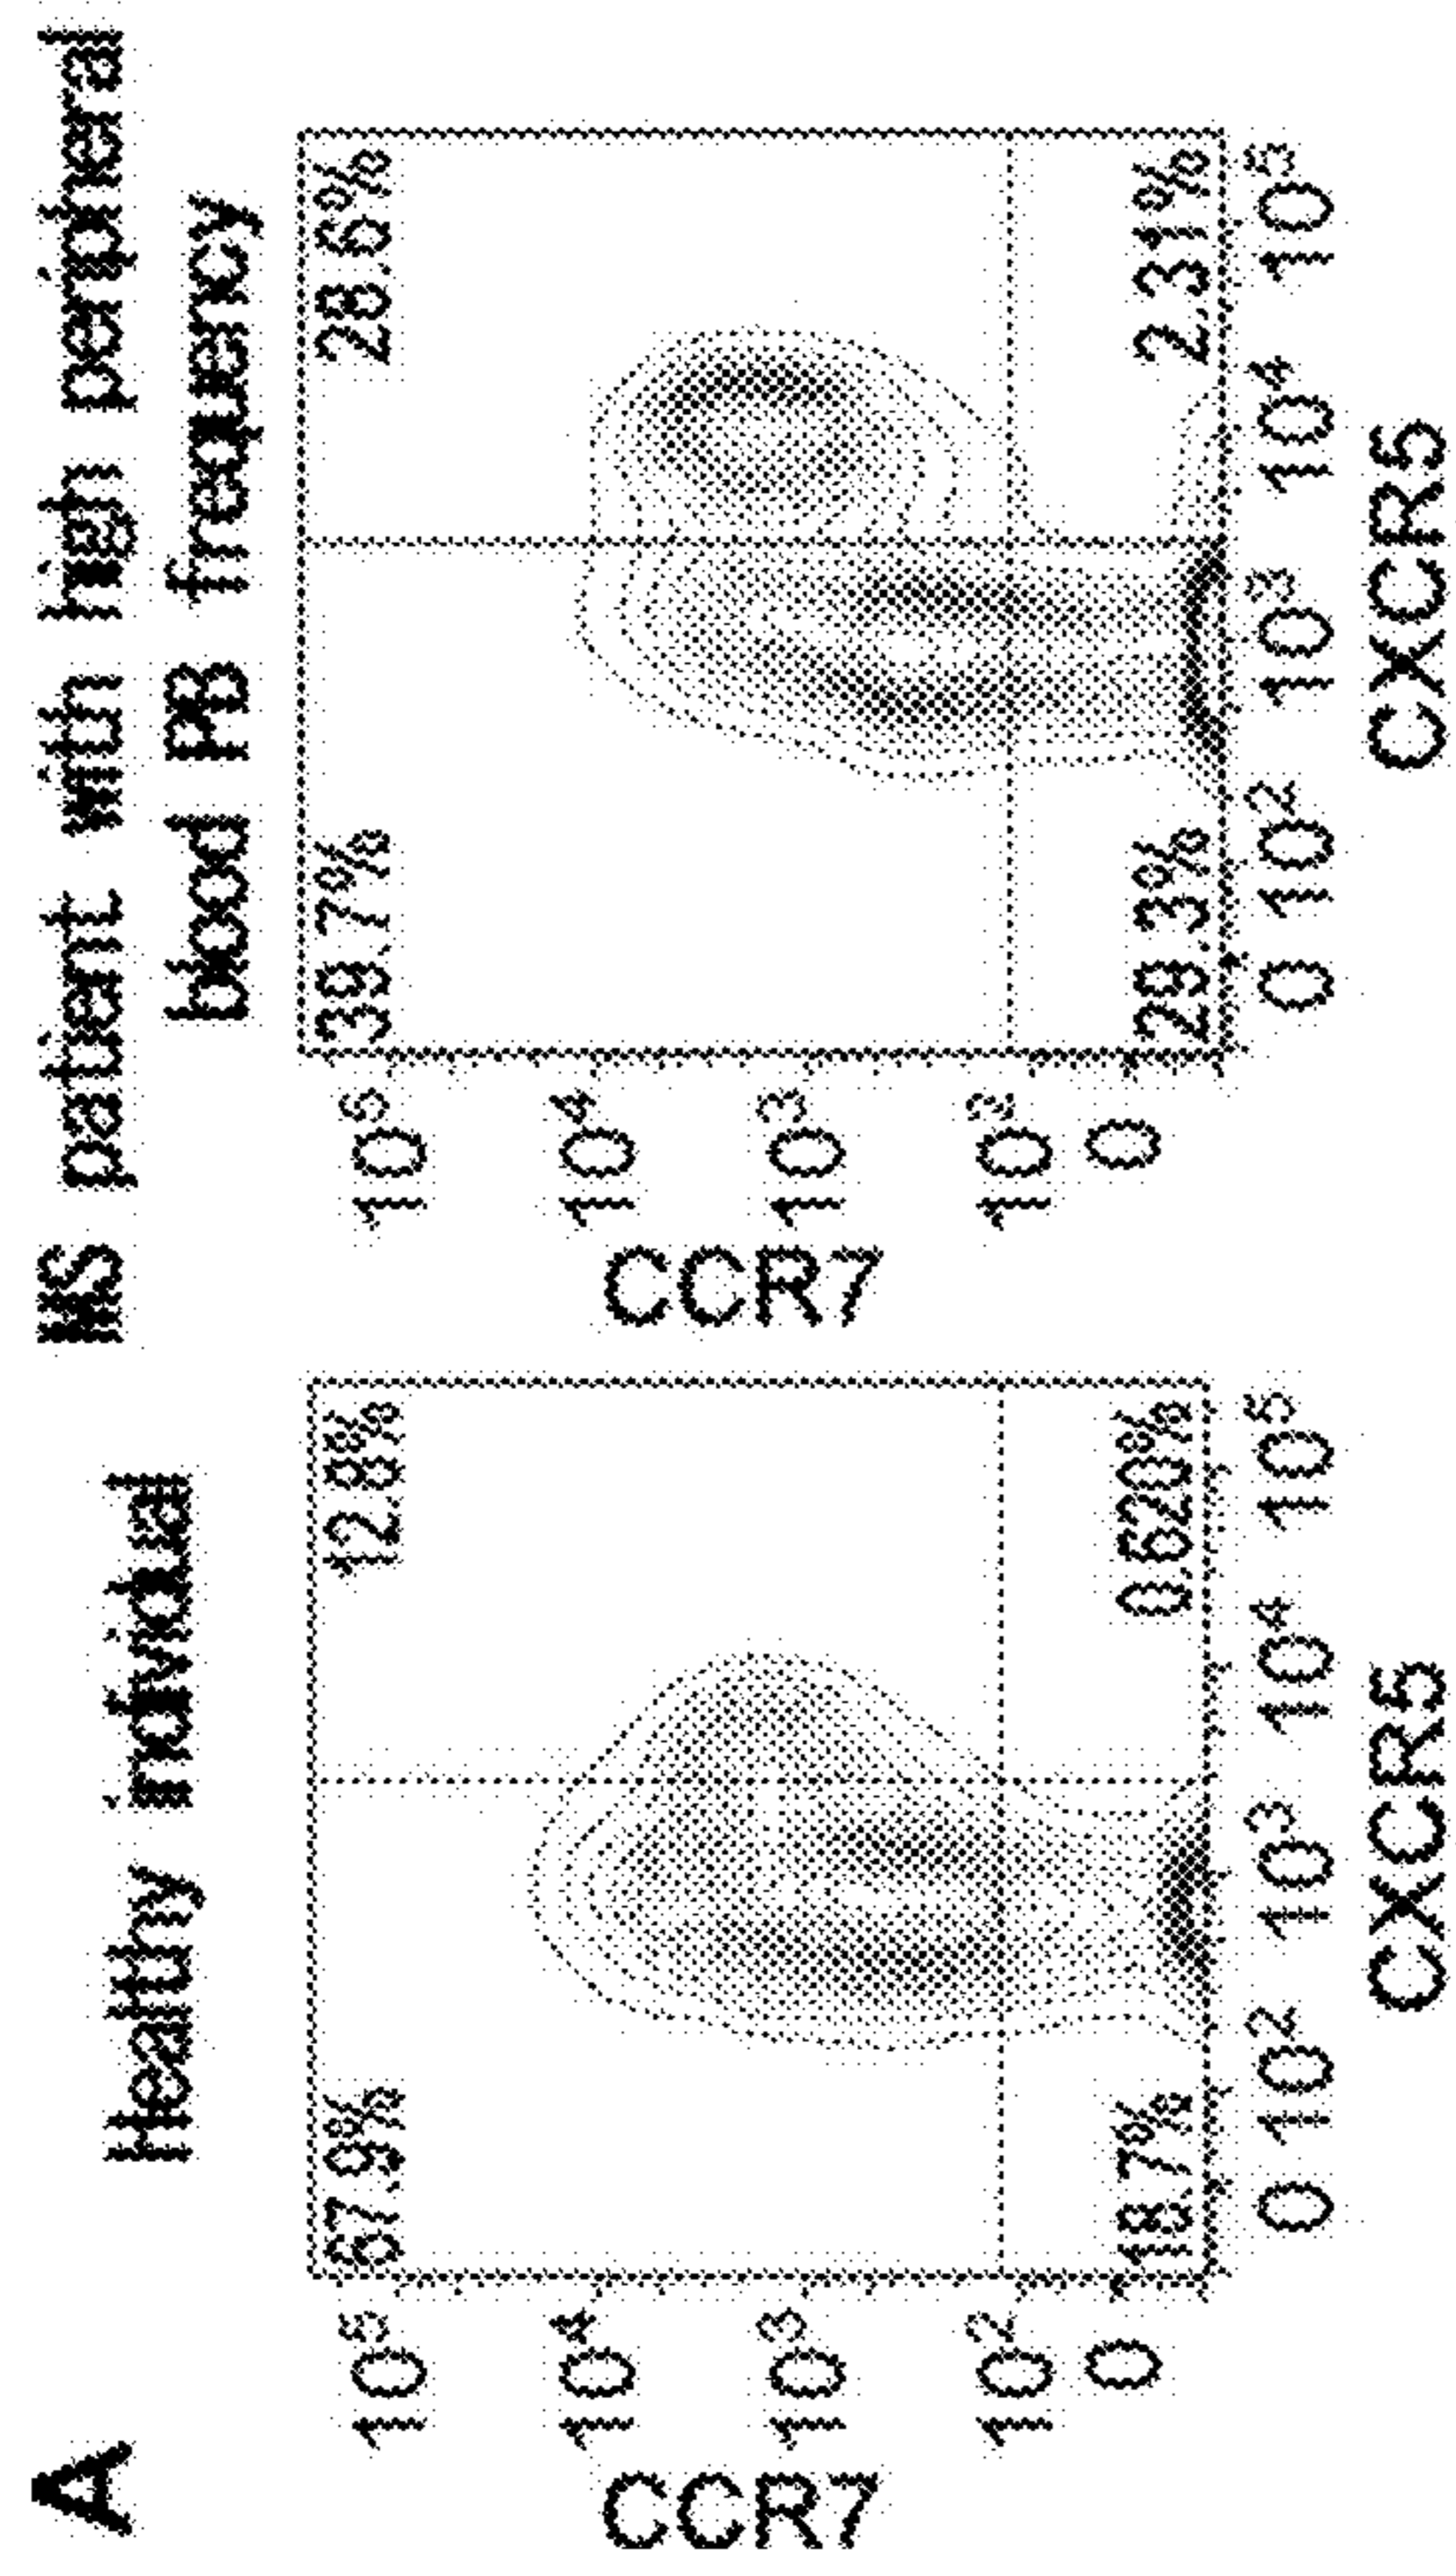 A
Healthy individual
MS patient with high peripheral
blood PB frequency
CCR7
10⁵
10⁴
10³
10²
0
67.9%
12.8%
18.7%
0.620%
0 10² 10³ 10⁴ 10⁵
CXCR5
CCR7
10⁵
10⁴
10³
10²
0
39.7%
28.6%
29.3%
2.31%
0 10² 10³ 10⁴ 10⁵
CXCR5